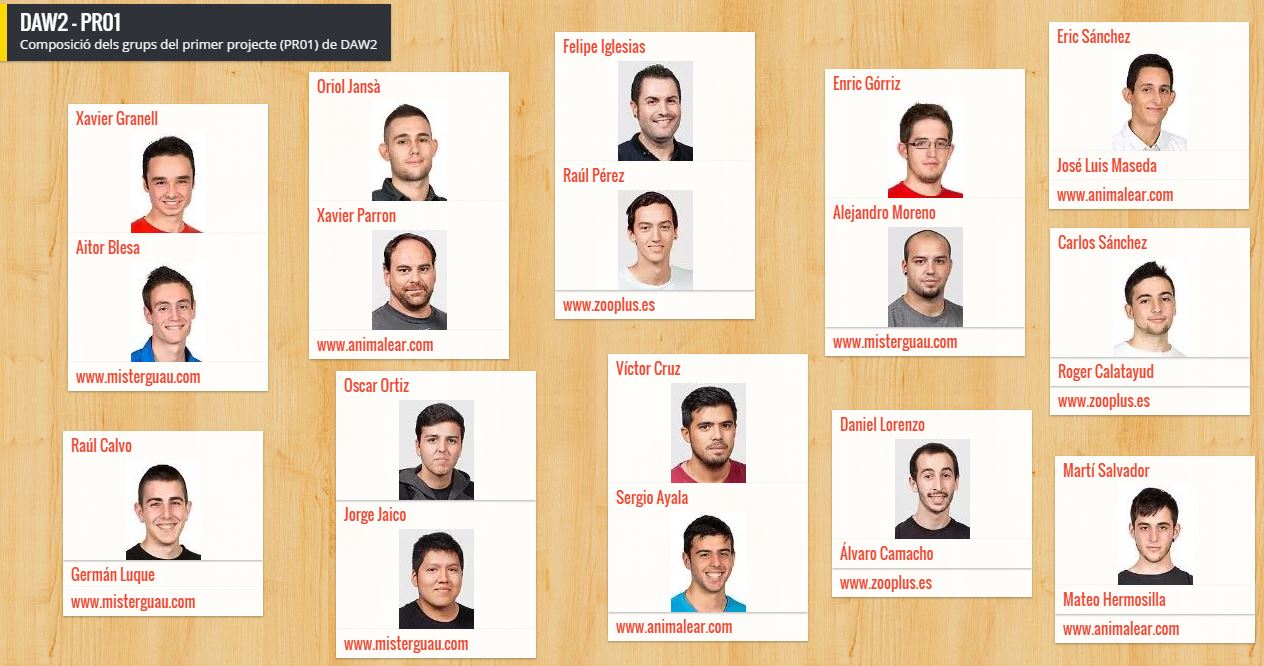 DAW2 - PR01
Composició dels grups del primer projecte (PR01) de DAW2
Xavier Granell
Aitor Blesa
www.misterguau.com
Raúl Calvo
Germán Luque
www.misterguau.com
Oriol Jansà
Xavier Parron
www.animalear.com
Oscar Ortiz
Jorge Jaico
www.misterguau.com
Felipe Iglesias
Raúl Pérez
www.zooplus.es
Víctor Cruz
Sergio Ayala
www.animalear.com
Enric Górriz
Alejandro Moreno
www.misterguau.com
Daniel Lorenzo
Álvaro Camacho
www.zooplus.es
Eric Sánchez
José Luis Maseda
www.animalear.com
Carlos Sánchez
Roger Calatayud
www.zooplus.es
Martí Salvador
Mateo Hermosilla
www.animalear.com